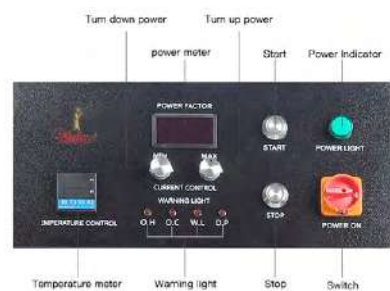 Turn down power
Turn up power
power meter
Start
Power Indicator
POWER FACTOR
MIN
MAX
START
POWER LIGHT
CURRENT CONTROL
WARNING LIGHT
O.H O.C W.L O.P
STOP
TEMPERATURE CONTROL
POWER ON
Temperature meter
Warning light
Stop
Switch